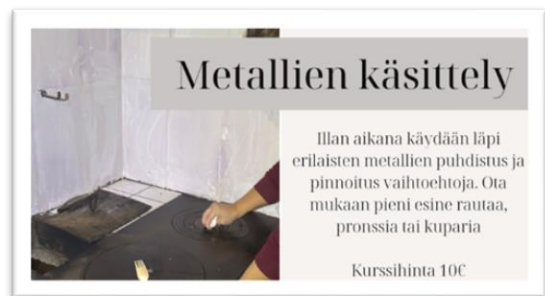 Metallien käsittely
Illan aikana käydään läpi
erilaisten metallien puhdistus ja
pinnoitus vaihtoehtoja. Ota
mukaan pieni esine rautaa,
pronssia tai kuparia
Kurssihinta 10€